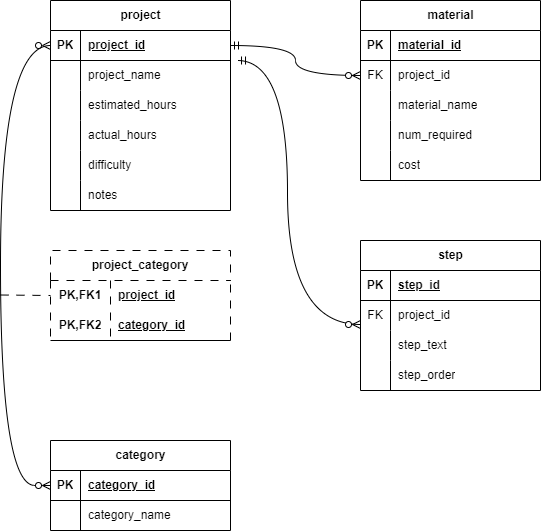 project
PK project_id
project_name
estimated_hours
actual_hours
difficulty
notes
material
PK material_id
FK project_id
material_name
num_required
cost
project_category
PK,FK1 project_id
PK,FK2 category_id
step
PK step_id
FK project_id
step_text
step_order
category
PK category_id
category_name